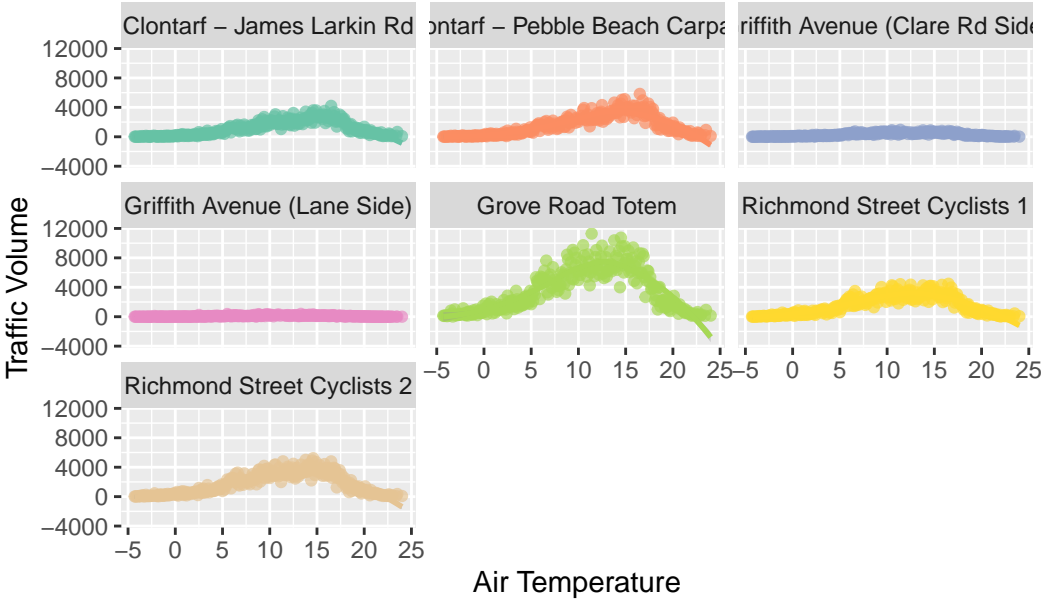 Clontarf – James Larkin Rd
ontarf – Pebble Beach Carpa
riffith Avenue (Clare Rd Side
12000
8000
4000
0
−4000
Griffith Avenue (Lane Side)
Grove Road Totem
Richmond Street Cyclists 1
12000
8000
4000
0
−4000
−5 0 5 10 15 20 25
−5 0 5 10 15 20 25
Richmond Street Cyclists 2
12000
8000
4000
0
−4000
−5 0 5 10 15 20 25
Traffic Volume
Air Temperature